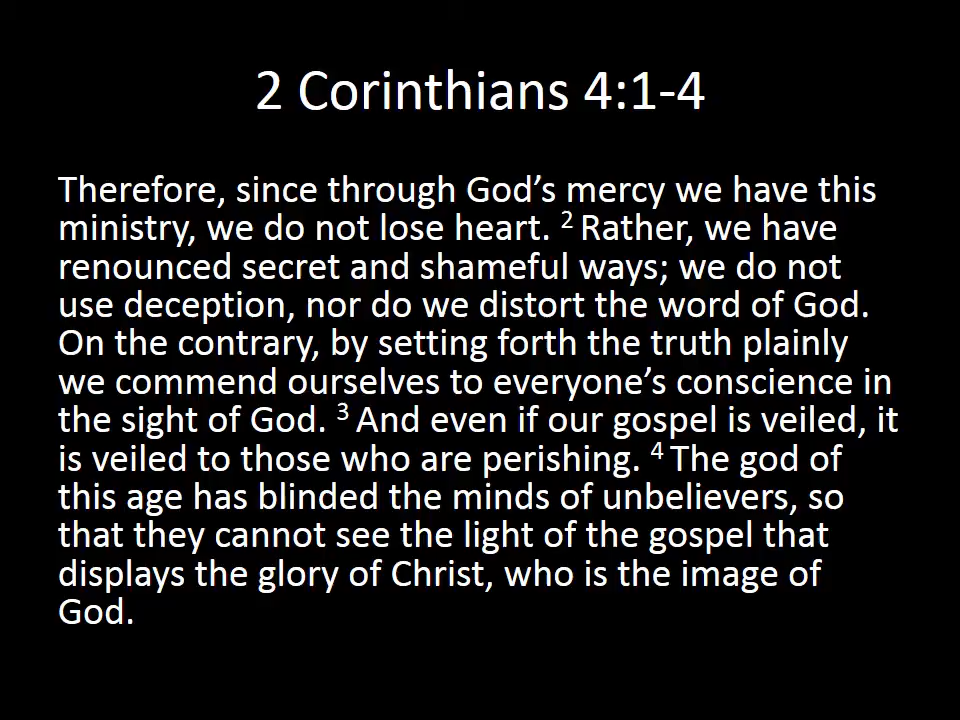 2 Corinthians 4:1-4
Therefore, since through God’s mercy we have this
ministry, we do not lose heart. 2 Rather, we have
renounced secret and shameful ways; we do not
use deception, nor do we distort the word of God.
On the contrary, by setting forth the truth plainly
we commend ourselves to everyone’s conscience in
the sight of God. 3 And even if our gospel is veiled, it
is veiled to those who are perishing. 4 The god of
this age has blinded the minds of unbelievers, so
that they cannot see the light of the gospel that
displays the glory of Christ, who is the image of
God.